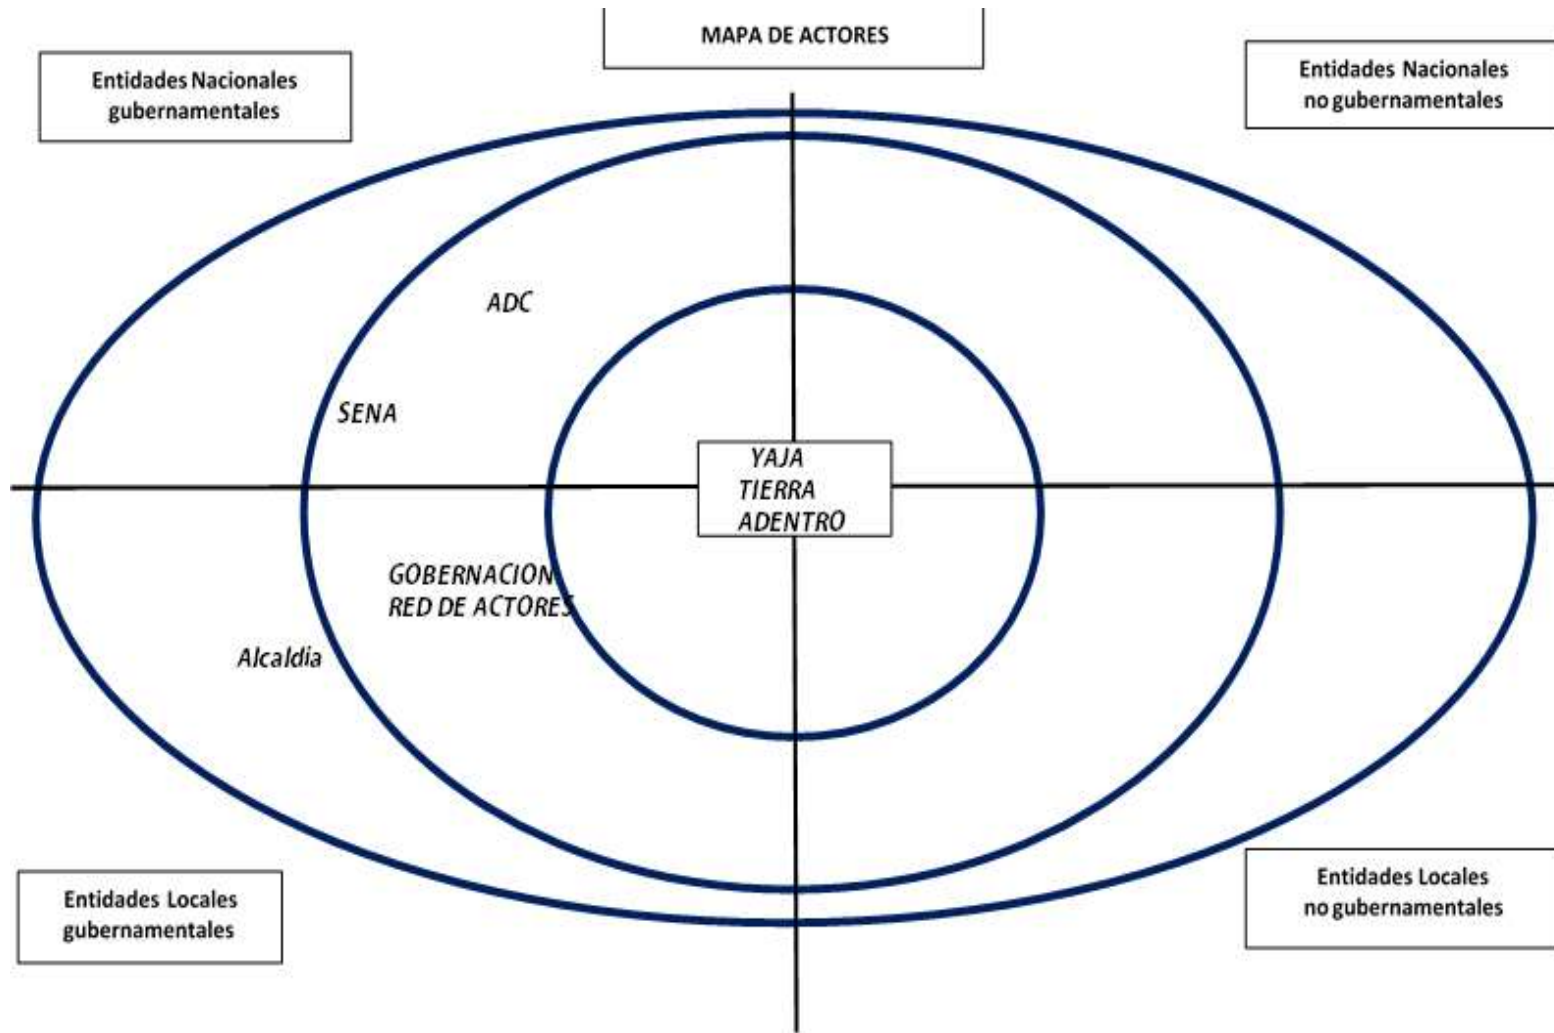 MAPA DE ACTORES
Entidades Nacionales
gubernamentales
Entidades Nacionales
no gubernamentales
ADC
SENA
YAJA
TIERRA
ADENTRO
GOBERNACION
RED DE ACTORES
Alcaldia
Entidades Locales
gubernamentales
Entidades Locales
no gubernamentales